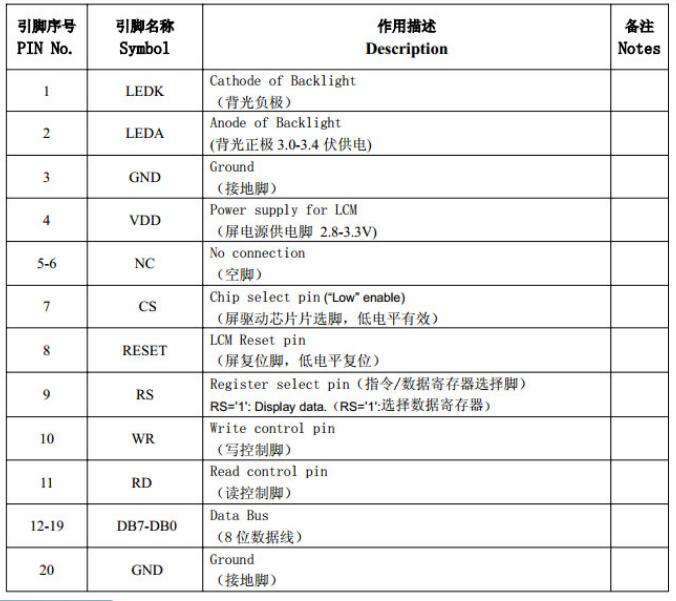 引脚序号 引脚名称 作用描述 备注
PIN No. Symbol Description Notes
1 LEDK Cathode of Backlight
（背光负极）
2 LEDA Anode of Backlight
(背光正极 3.0-3.4 伏供电)
3 GND Ground
（接地脚）
4 VDD Power supply for LCM
（屏电源供电脚 2.8-3.3V)
5-6 NC No connection
（空脚）
7 CS Chip select pin (“Low” enable)
（屏驱动芯片片选脚，低电平有效）
8 RESET LCM Reset pin
（屏复位脚，低电平复位）
9 RS Register select pin（指令/数据寄存器选择脚）
RS='1': Display data.（RS='1':选择数据寄存器）
10 WR Write control pin
（写控制脚）
11 RD Read control pin
（读控制脚）
12-19 DB7-DB0 Data Bus
（8 位数据线）
20 GND Ground
（接地脚）